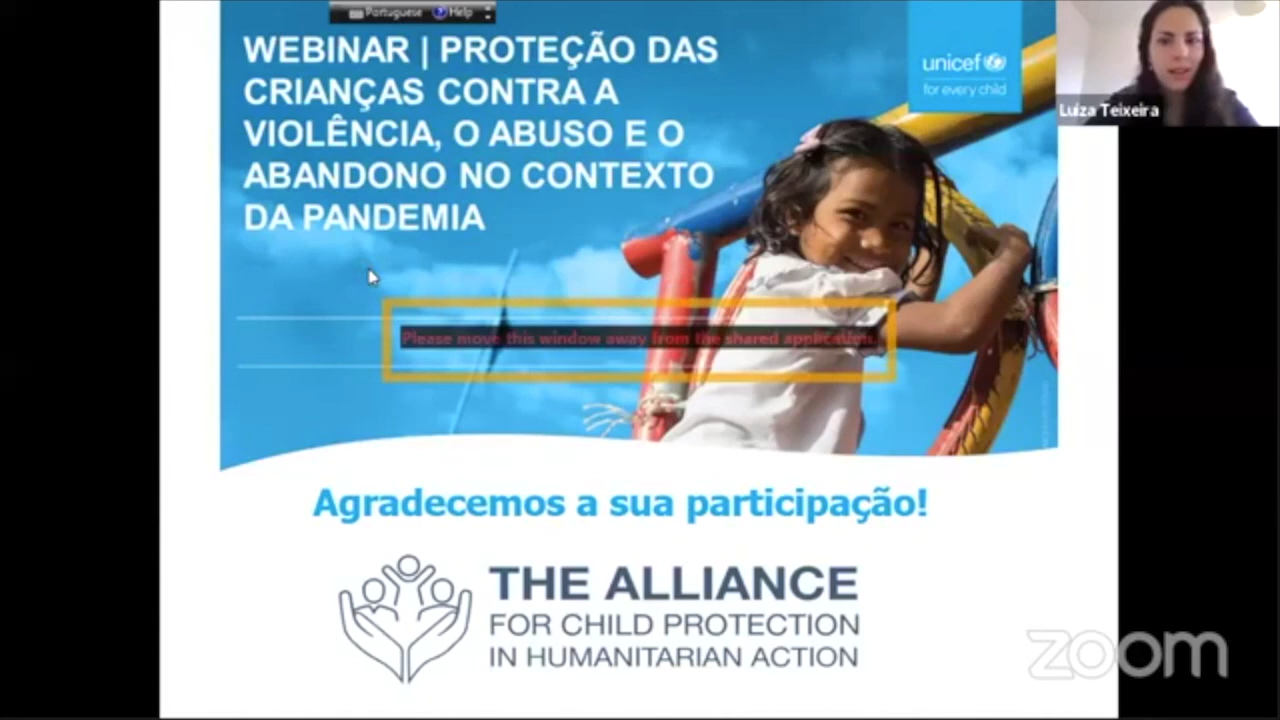 Portuguese Help
WEBINAR | PROTEÇÃO DAS
CRIANÇAS CONTRA A
VIOLÊNCIA, O ABUSO E O
ABANDONO NO CONTEXTO
DA PANDEMIA
unicef
for every child
Luiza Teixeira
Please move this window away from the shared application.
Agradecemos a sua participação!
THE ALLIANCE
FOR CHILD PROTECTION
IN HUMANITARIAN ACTION
zoom